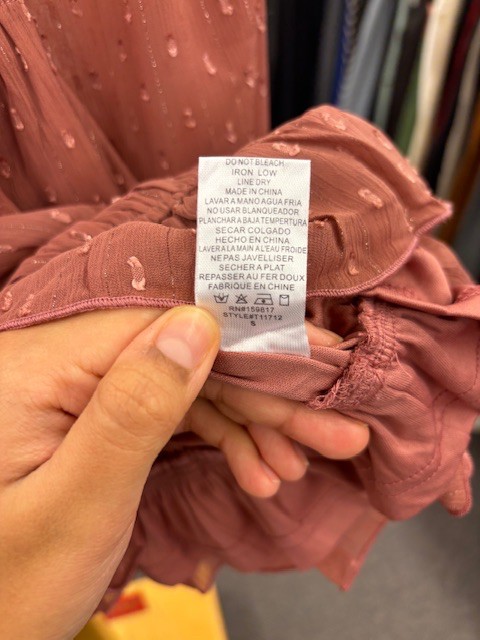 DO NOT BLEACH
IRON LOW
LINE DRY
MADE IN CHINA
LAVAR A MANO AGUA FRIA
NO USAR BLANQUEADOR
PLANCHAR A BAJA TEMPERTURA
SECAR COLGADO
HECHO EN CHINA
LAVER A LA MAIN A L'EAU FROIDE
NE PAS JAVELLISER
SECHER A PLAT
REPASSER AU FER DOUX
FABRIQUE EN CHINE
RN#159617
STYLE#T11712
S